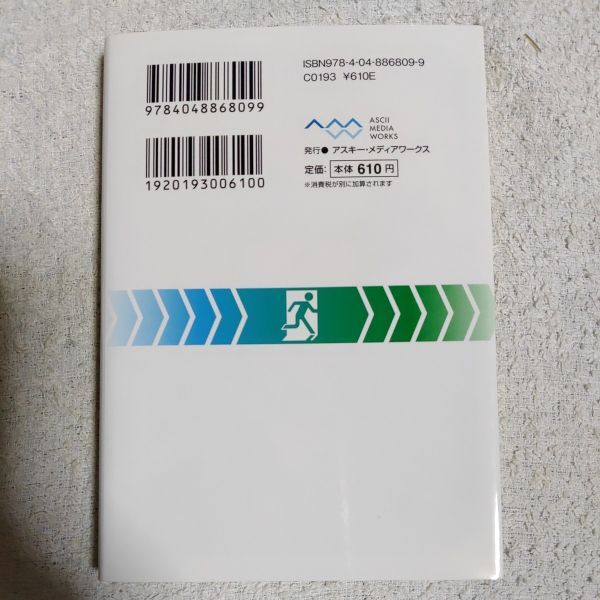 ISBN978-4-04-886809-9
C0193 ¥610E
9784048868099
ASCII
MEDIA
WORKS
発行● アスキー・メディアワークス
定価: 本体 610 円
※消費税が別に加算されます
1920193006100